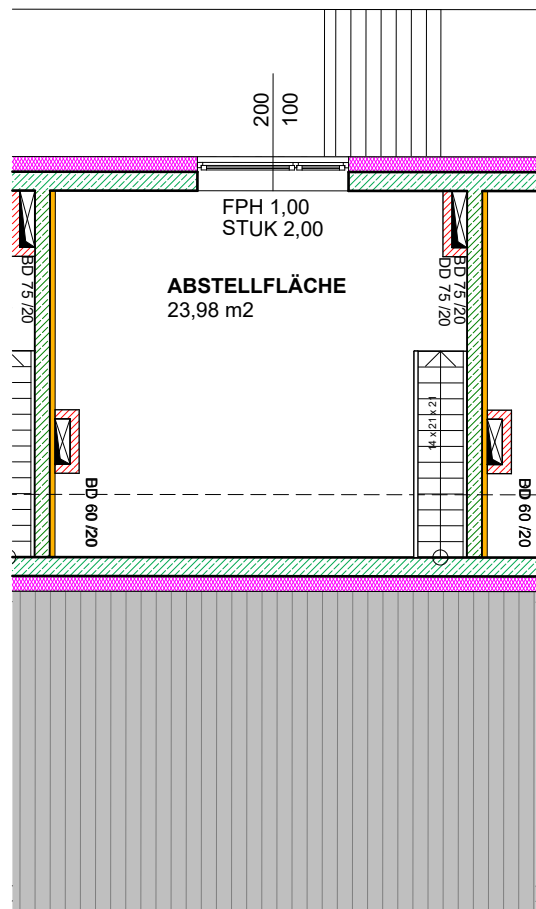 200
100
FPH 1,00
STUK 2,00
ABSTELLFLÄCHE
23,98 m2
BD 75 /20
DD 75 /20
BD 75 /20
14 x 21 x 21
BD 60 /20
BD 60 /20